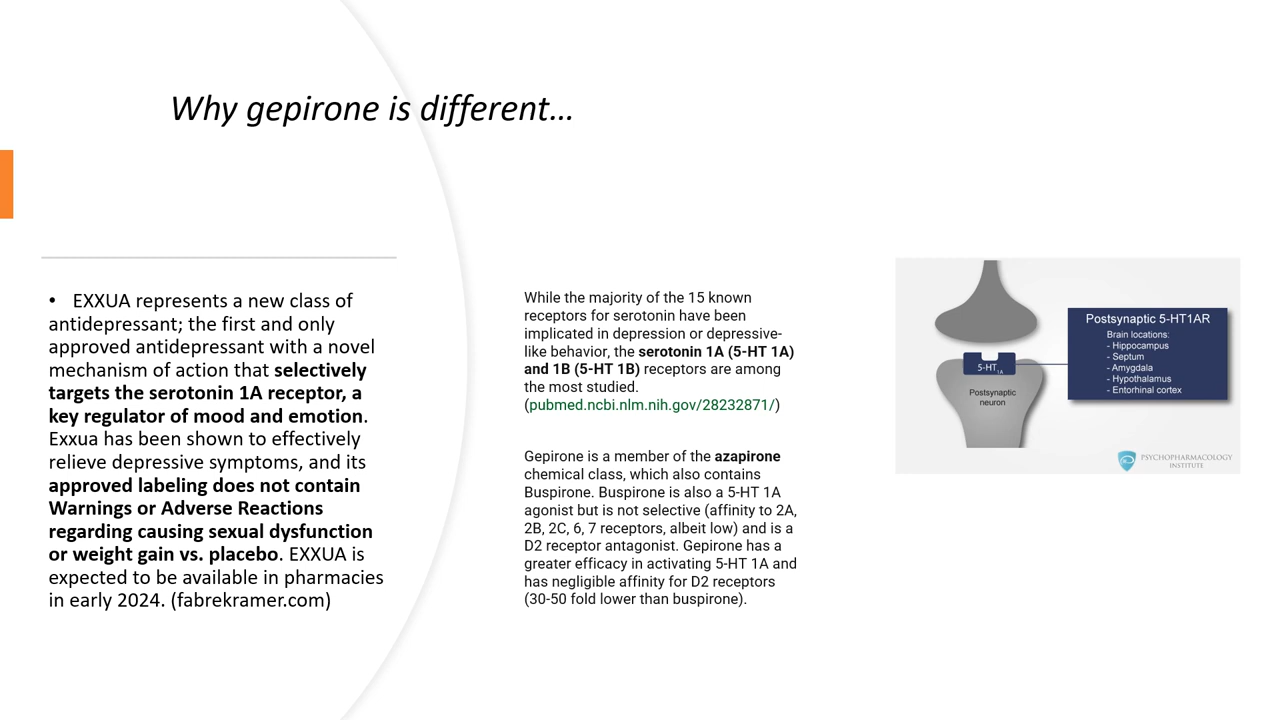 Why gepirone is different...
• EXXUA represents a new class of
antidepressant; the first and only
approved antidepressant with a novel
mechanism of action that selectively
targets the serotonin 1A receptor, a
key regulator of mood and emotion.
Exxua has been shown to effectively
relieve depressive symptoms, and its
approved labeling does not contain
Warnings or Adverse Reactions
regarding causing sexual dysfunction
or weight gain vs. placebo. EXXUA is
expected to be available in pharmacies
in early 2024. (fabrekramer.com)
While the majority of the 15 known
receptors for serotonin have been
implicated in depression or depressive-
like behavior, the serotonin 1A (5-HT 1A)
and 1B (5-HT 1B) receptors are among
the most studied.
(pubmed.ncbi.nlm.nih.gov/28232871/)
Gepirone is a member of the azapirone
chemical class, which also contains
Buspirone. Buspirone is also a 5-HT 1A
agonist but is not selective (affinity to 2A,
2B, 2C, 6, 7 receptors, albeit low) and is a
D2 receptor antagonist. Gepirone has a
greater efficacy in activating 5-HT 1A and
has negligible affinity for D2 receptors
(30-50 fold lower than buspirone).
Postsynaptic 5-HT1AR
Brain locations:
- Hippocampus
- Septum
- Amygdala
- Hypothalamus
- Entorhinal cortex
5-HT1A
Postsynaptic
neuron
PSYCHOPHARMACOLOGY
INSTITUTE